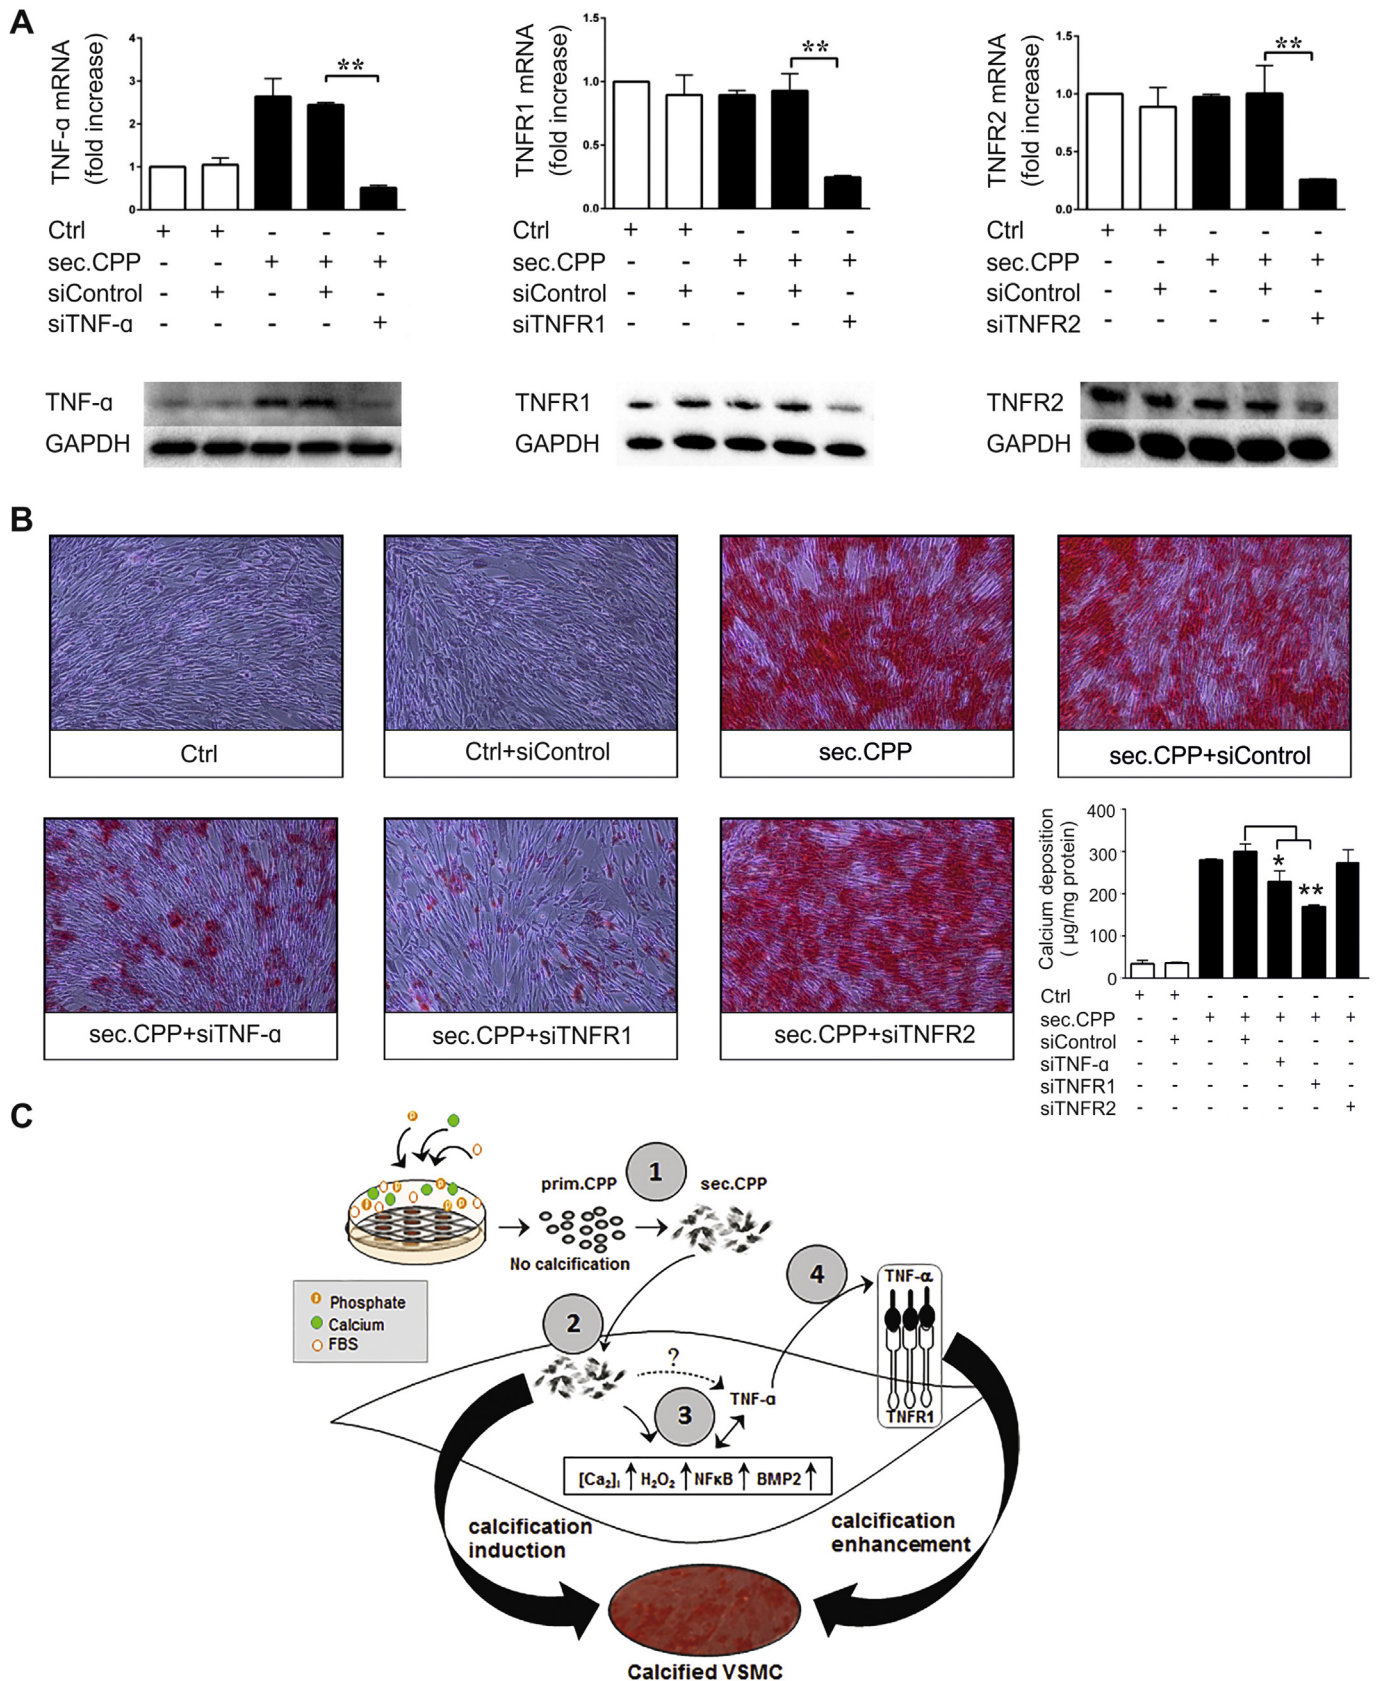 A
TNF-α mRNA
(fold increase)
4
3
2
1
0
**
Ctrl + + - - -
sec.CPP - - + + +
siControl - + - + -
siTNF-α - - - - +
TNFR1 mRNA
(fold increase)
1.5
1.0
0.5
0.0
**
Ctrl + + - - -
sec.CPP - - + + +
siControl - + - + -
siTNFR1 - - - - +
TNFR2 mRNA
(fold increase)
1.5
1.0
0.5
0.0
**
Ctrl + + - - -
sec.CPP - - + + +
siControl - + - + -
siTNFR2 - - - - +
TNF-α
GAPDH
TNFR1
GAPDH
TNFR2
GAPDH
B
Ctrl
Ctrl+siControl
sec.CPP
sec.CPP+siControl
sec.CPP+siTNF-α
sec.CPP+siTNFR1
sec.CPP+siTNFR2
Calcium deposition
( µg/mg protein)
400
300
200
100
0
*
**
Ctrl + + - - - - -
sec.CPP - - + + + + +
siControl - + - + - - -
siTNF-α - - - - + - -
siTNFR1 - - - - - + -
siTNFR2 - - - - - - +
C
P
prim.CPP
1
sec.CPP
P P
P P P
No calcification
P Phosphate
Calcium
FBS
2
4
TNF-α
?
TNF-α
3
TNFR1
[Ca₂]ᵢ ↑ H₂O₂ ↑ NFκB ↑ BMP2 ↑
calcification
induction
calcification
enhancement
Calcified VSMC